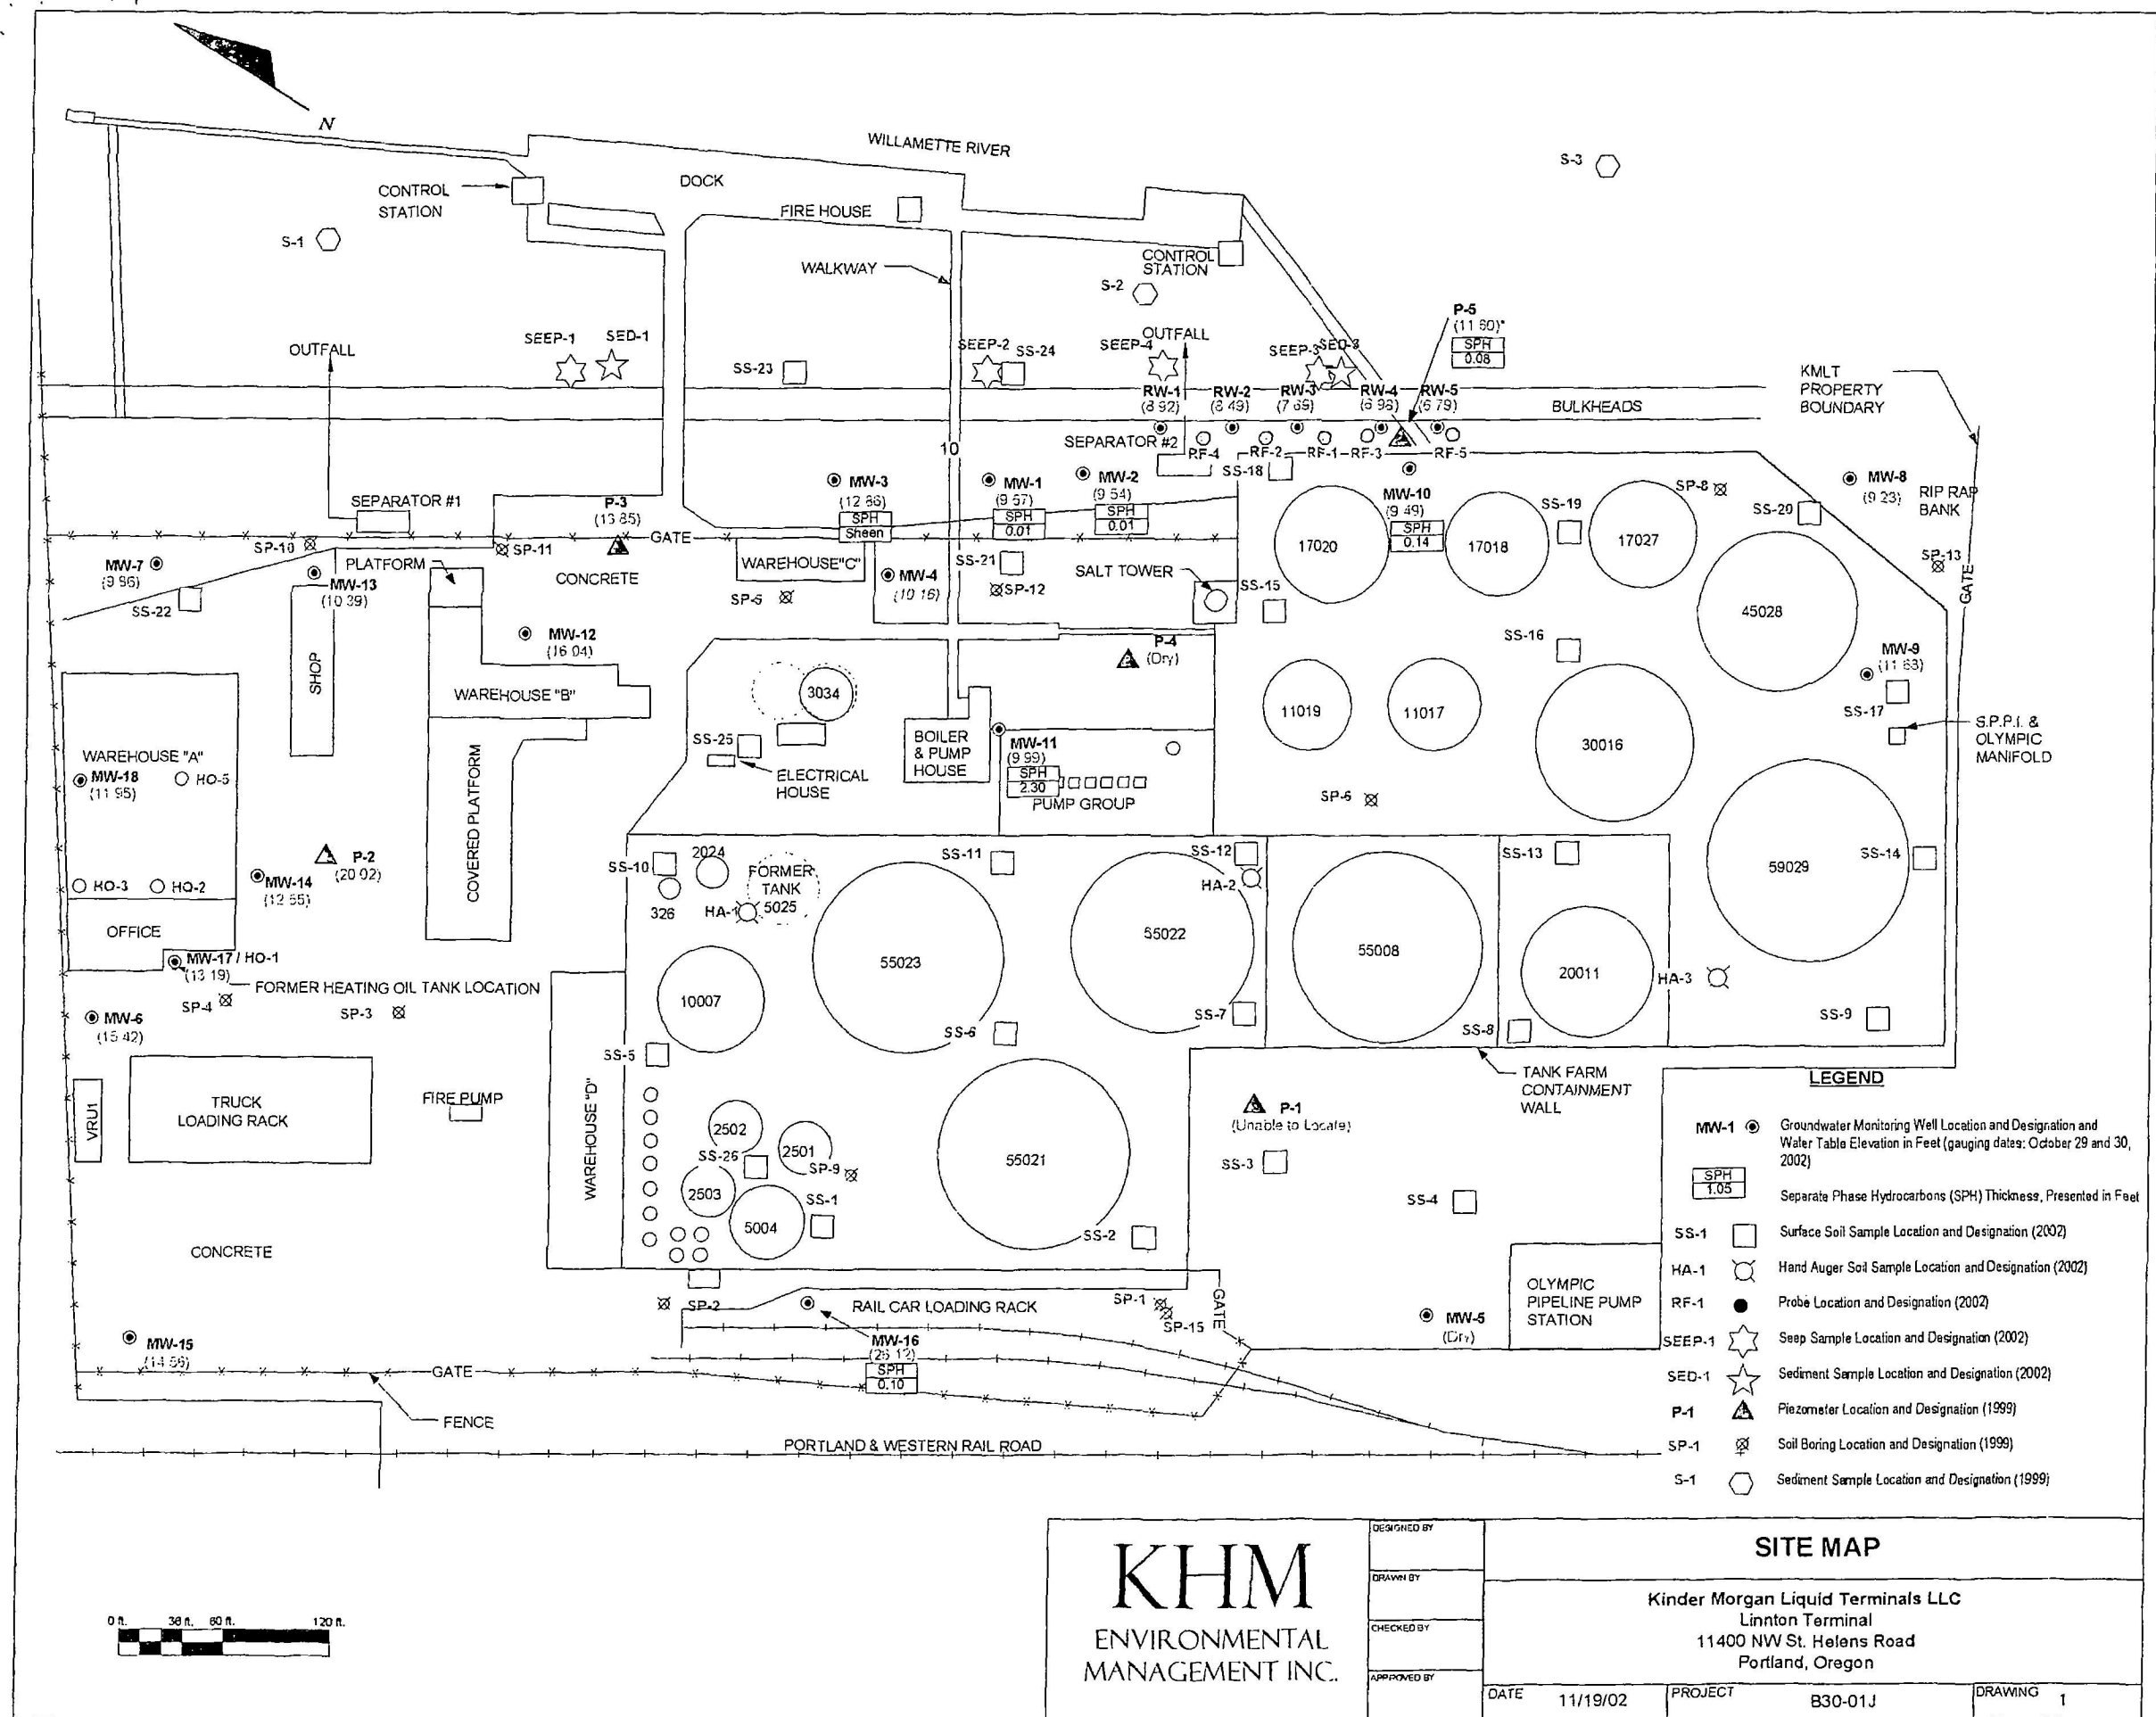 N
WILLAMETTE RIVER
S-3
CONTROL
STATION
DOCK
FIRE HOUSE
S-1
WALKWAY
CONTROL
STATION
S-2
P-5
SPH
0.08
OUTFALL
SEEP-1
SED-1
SS-23
SEEP-2
SS-24
SEEP-4
OUTFALL
SEEP-3
SED-3
KMLT
PROPERTY
BOUNDARY
RW-1
RW-2
RW-3
RW-4
RW-5
(8 92)
(8 49)
(7 69)
(6 98)
(6 79)
BULKHEADS
SEPARATOR #2
RF-4
RF-2
RF-1
RF-3
RF-5
10
SS-18
MW-3
(12 86)
SPH
Sheen
MW-1
(9 57)
SPH
0.01
MW-2
(9 54)
SPH
0.01
MW-10
(9 49)
SPH
0.14
MW-8
(9 23)
RIP RAP
BANK
SEPARATOR #1
P-3
(13 85)
GATE
SP-8
SS-19
SS-20
17020
17018
17027
SP-10
SP-11
MW-7
(9 96)
SS-22
MW-13
(10 39)
PLATFORM
CONCRETE
WAREHOUSE"C"
SP-5
MW-4
(10 16)
SS-21
SP-12
SALT TOWER
SS-15
SP-13
GATE
45028
MW-12
(16 04)
SHOP
WAREHOUSE "B"
P-4
(Dry)
SS-16
MW-9
(11 63)
SS-17
3034
11019
11017
30016
S.P.P.I. &
OLYMPIC
MANIFOLD
WAREHOUSE "A"
MW-18
(11 95)
HO-5
COVERED PLATFORM
SS-25
ELECTRICAL
HOUSE
BOILER
& PUMP
HOUSE
MW-11
(9 99)
SPH
2.30
PUMP GROUP
SP-6
P-2
(20 02)
HO-3
HO-2
MW-14
(12 55)
SS-10
2024
326
FORMER
TANK
5025
HA-1
SS-11
SS-12
HA-2
SS-13
59029
SS-14
OFFICE
MW-17 / HO-1
(13 19)
FORMER HEATING OIL TANK LOCATION
SP-4
SP-3
10007
55023
55022
55008
20011
HA-3
MW-6
(15 42)
SS-5
SS-6
SS-7
SS-8
SS-9
VRU1
TRUCK
LOADING RACK
FIRE PUMP
WAREHOUSE "D"
2502
2501
SS-26
SP-9
2503
5004
SS-1
55021
SS-2
P-1
(Unable to Locate)
SS-3
SS-4
TANK FARM
CONTAINMENT
WALL
CONCRETE
SP-2
RAIL CAR LOADING RACK
SP-1
SP-15
GATE
MW-5
(Dry)
OLYMPIC
PIPELINE PUMP
STATION
MW-15
(14 56)
MW-16
(26 12)
SPH
0.10
GATE
FENCE
PORTLAND & WESTERN RAIL ROAD
LEGEND
MW-1 Groundwater Monitoring Well Location and Designation and
Water Table Elevation in Feet (gauging dates: October 29 and 30,
2002)
SPH
1.05
Separate Phase Hydrocarbons (SPH) Thickness, Presented in Feet
SS-1 Surface Soil Sample Location and Designation (2002)
HA-1 Hand Auger Soil Sample Location and Designation (2002)
RF-1 Probe Location and Designation (2002)
SEEP-1 Seep Sample Location and Designation (2002)
SED-1 Sediment Sample Location and Designation (2002)
P-1 Piezometer Location and Designation (1999)
SP-1 Soil Boring Location and Designation (1999)
S-1 Sediment Sample Location and Designation (1999)
0 ft. 60 ft. 120 ft.
KHM
ENVIRONMENTAL
MANAGEMENT INC.
DESIGNED BY
DRAWN BY
CHECKED BY
APPROVED BY
SITE MAP
Kinder Morgan Liquid Terminals LLC
Linnton Terminal
11400 NW St. Helens Road
Portland, Oregon
DATE 11/19/02
PROJECT B30-01J
DRAWING 1